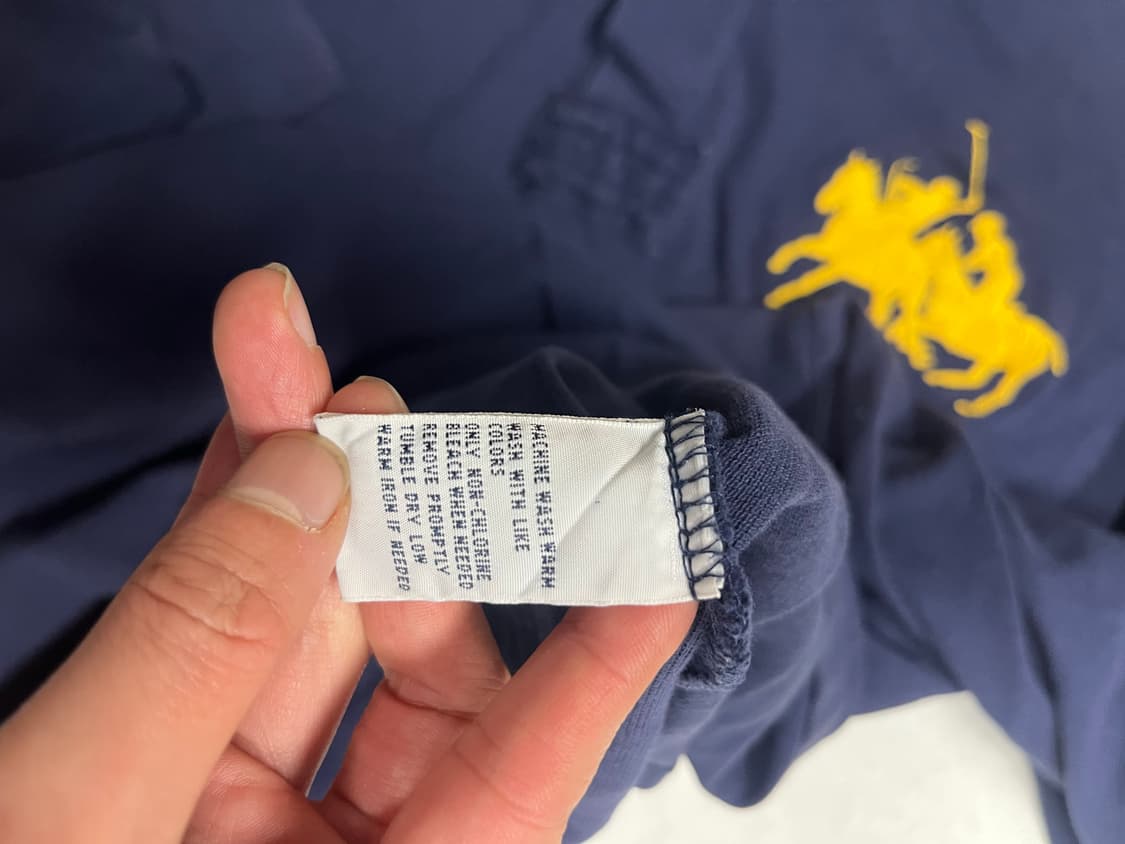 MACHINE WASH WARM
WASH WITH LIKE
COLORS
ONLY NON-CHLORINE
BLEACH WHEN NEEDED
REMOVE PROMPTLY
TUMBLE DRY LOW
WARM IRON IF NEEDED